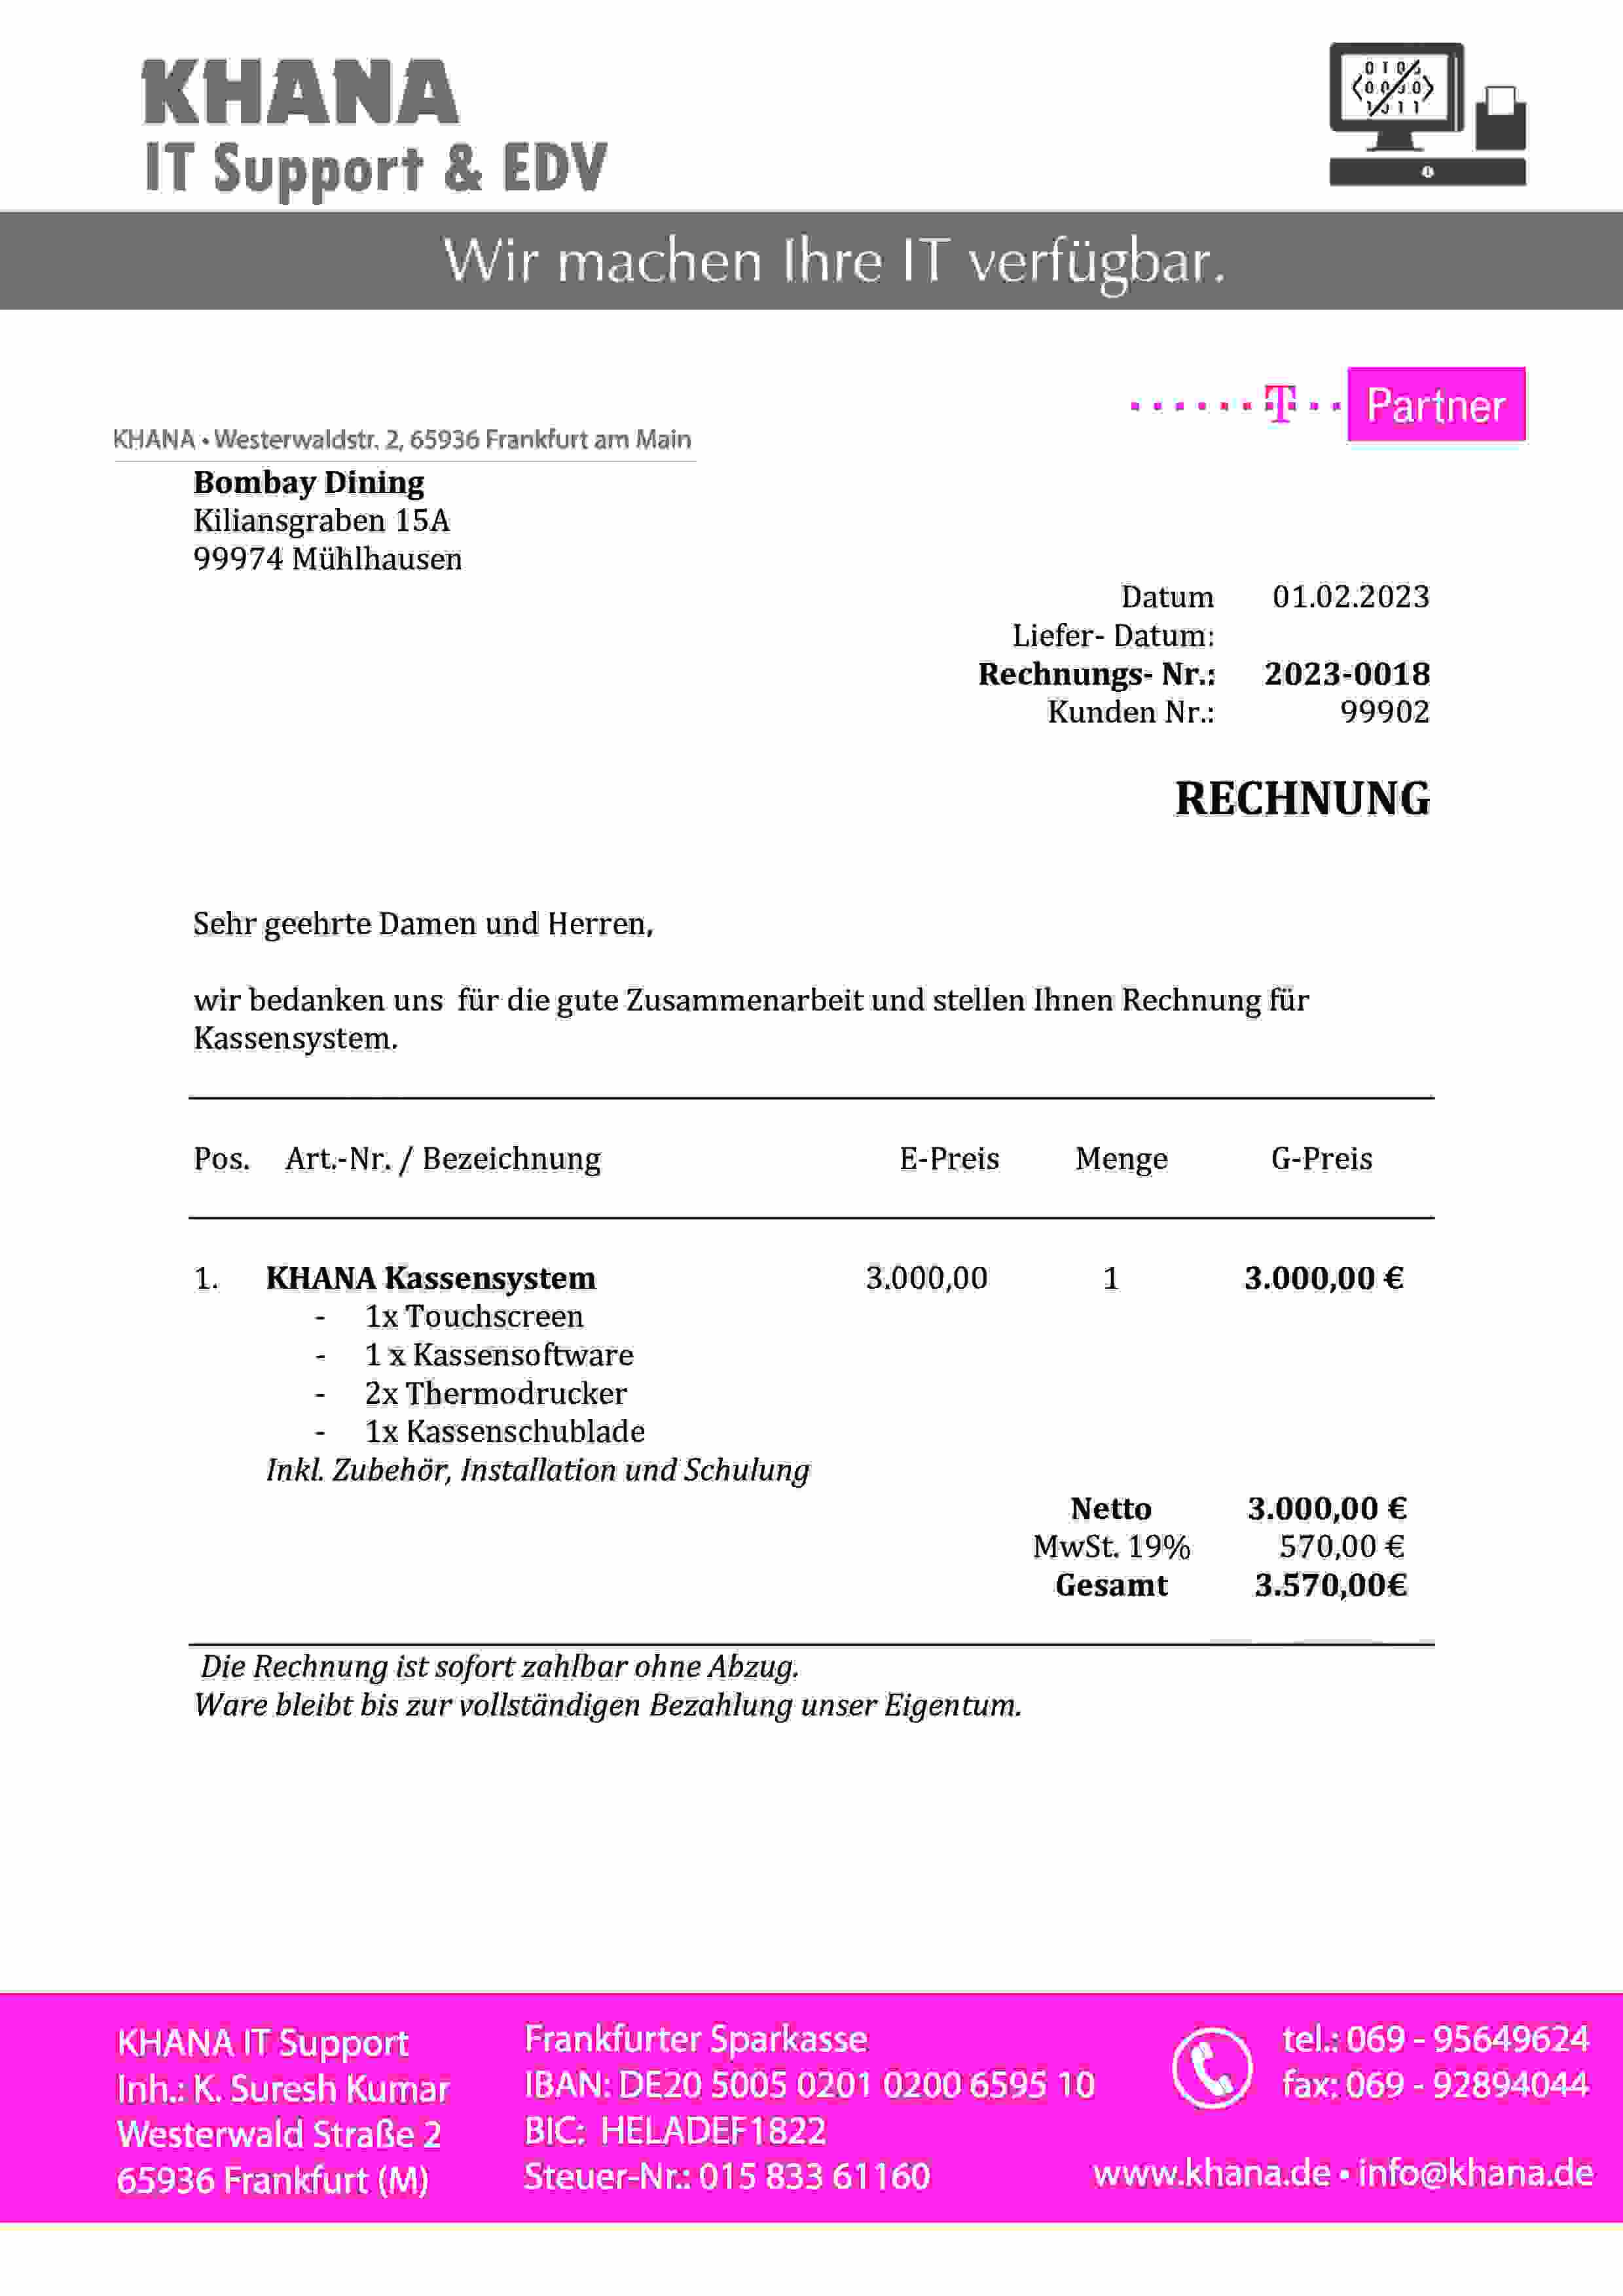 KHANA
IT Support & EDV
Wir machen Ihre IT verfügbar.
T Partner
KHANA • Westerwaldstr. 2, 65936 Frankfurt am Main
Bombay Dining
Kiliansgraben 15A
99974 Mühlhausen
Datum 01.02.2023
Liefer- Datum:
Rechnungs- Nr.: 2023-0018
Kunden Nr.: 99902
RECHNUNG
Sehr geehrte Damen und Herren,
wir bedanken uns für die gute Zusammenarbeit und stellen Ihnen Rechnung für
Kassensystem.
Pos. Art.-Nr. / Bezeichnung E-Preis Menge G-Preis
1. KHANA Kassensystem 3.000,00 1 3.000,00 €
- 1x Touchscreen
- 1 x Kassensoftware
- 2x Thermodrucker
- 1x Kassenschublade
Inkl. Zubehör, Installation und Schulung
Netto 3.000,00 €
MwSt. 19% 570,00 €
Gesamt 3.570,00€
Die Rechnung ist sofort zahlbar ohne Abzug.
Ware bleibt bis zur vollständigen Bezahlung unser Eigentum.
KHANA IT Support
Inh.: K. Suresh Kumar
Westerwald Straße 2
65936 Frankfurt (M)
Frankfurter Sparkasse
IBAN: DE20 5005 0201 0200 6595 10
BIC: HELADEF1822
Steuer-Nr.: 015 833 61160
tel.: 069 - 95649624
fax: 069 - 92894044
www.khana.de • info@khana.de